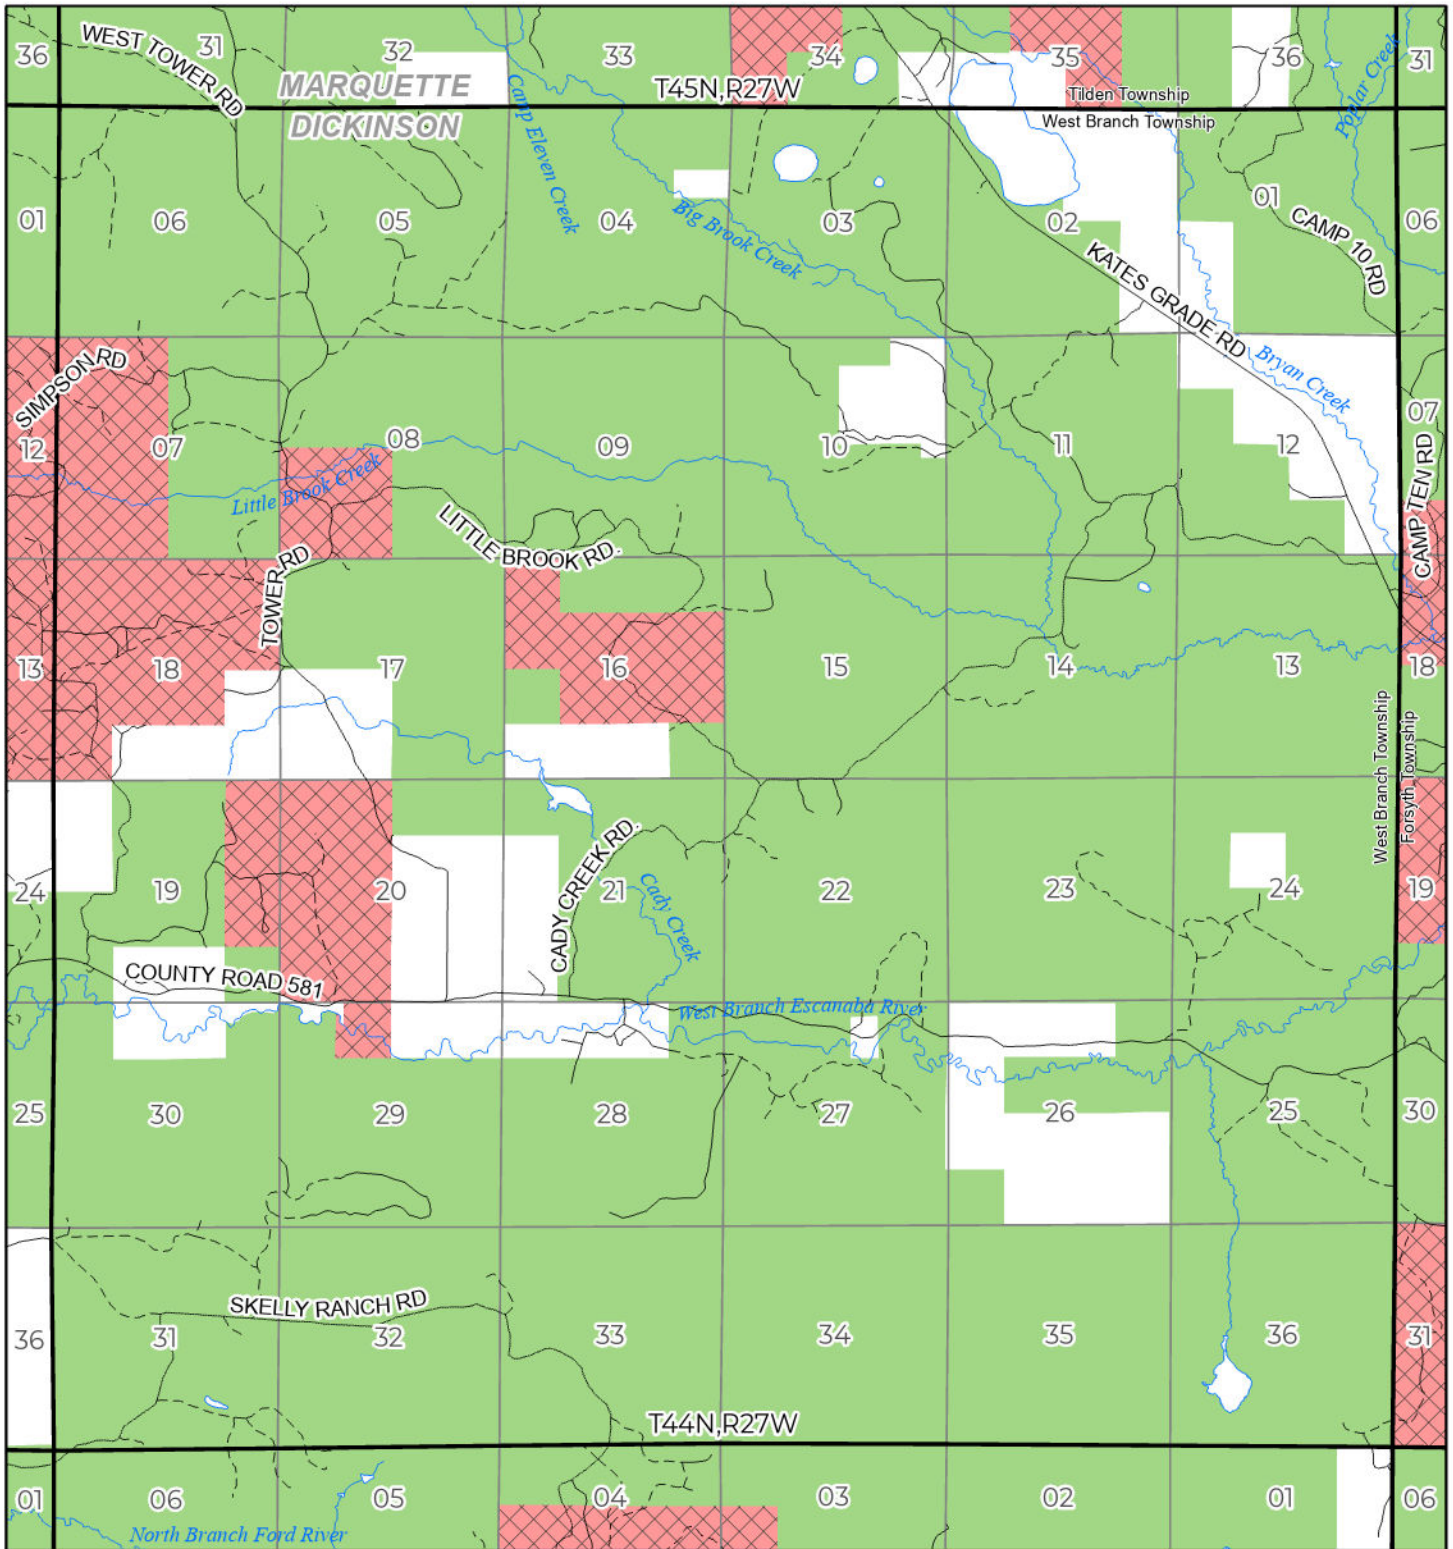 36
31
32
33
34
35
36
31
WEST TOWER RD
MARQUETTE
DICKINSON
T45N,R27W
Tilden Township
West Branch Township
Camp Eleven Creek
Poplar Creek
01
06
05
04
03
02
01
06
Big Brook Creek
KATES GRADE RD
CAMP 10 RD
Bryan Creek
SIMPSON RD
12
07
08
09
10
11
12
07
Little Brook Creek
LITTLE BROOK RD.
CAMP TEN RD
TOWER RD
13
18
17
16
15
14
13
18
West Branch Township
Forsyth Township
24
19
20
21
22
23
24
19
CADY CREEK RD.
Cady Creek
COUNTY ROAD 581
West Branch Escanaba River
25
30
29
28
27
26
25
30
SKELLY RANCH RD
36
31
32
33
34
35
36
31
T44N,R27W
01
06
05
04
03
02
01
06
North Branch Ford River